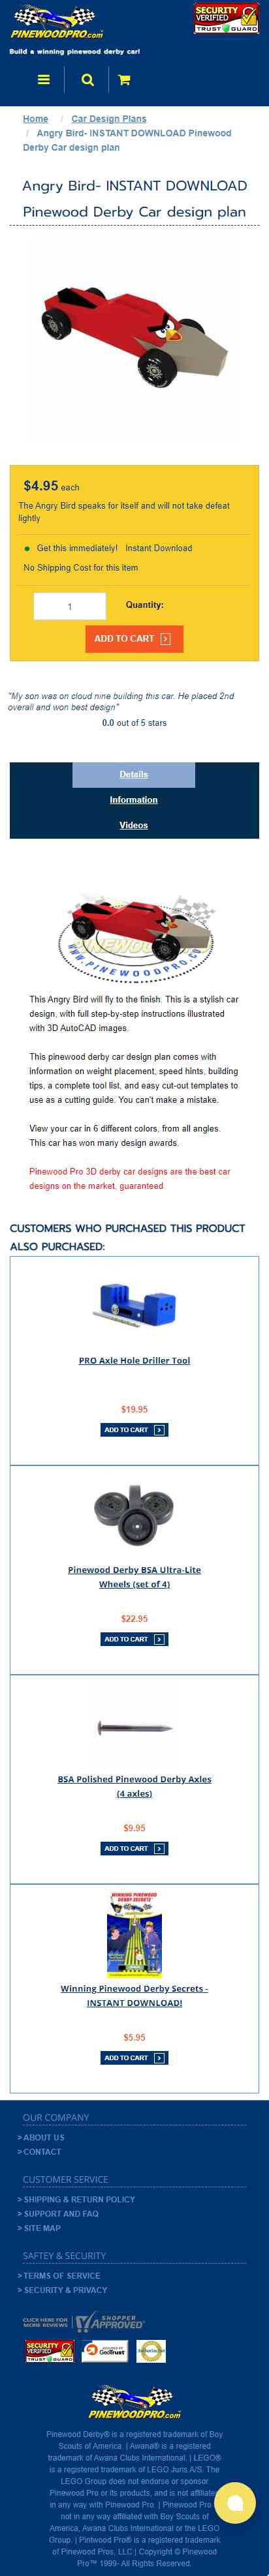 PINEWOODPRO.com
Build a winning pinewood derby car!
SECURITY
VERIFIED
TRUST GUARD
Home / Car Design Plans
/ Angry Bird- INSTANT DOWNLOAD Pinewood
Derby Car design plan
Angry Bird- INSTANT DOWNLOAD
Pinewood Derby Car design plan
$4.95 each
The Angry Bird speaks for itself and will not take defeat
lightly
Get this immediately! Instant Download
No Shipping Cost for this item
1 Quantity:
ADD TO CART
"My son was on cloud nine building this car. He placed 2nd
overall and won best design"
0.0 out of 5 stars
Details
Information
Videos
PINEWOODPRO
WWW.PINEWOODPRO.COM
This Angry Bird will fly to the finish. This is a stylish car
design, with full step-by-step instructions illustrated
with 3D AutoCAD images.
This pinewood derby car design plan comes with
information on weight placement, speed hints, building
tips, a complete tool list, and easy cut-out templates to
use as a cutting guide. You can't make a mistake.
View your car in 6 different colors, from all angles.
This car has won many design awards.
Pinewood Pro 3D derby car designs are the best car
designs on the market, guaranteed.
CUSTOMERS WHO PURCHASED THIS PRODUCT
ALSO PURCHASED:
PRO Axle Hole Driller Tool
$19.95
ADD TO CART
Pinewood Derby BSA Ultra-Lite
Wheels (set of 4)
$22.95
ADD TO CART
BSA Polished Pinewood Derby Axles
(4 axles)
$9.95
ADD TO CART
WINNING PINEWOOD
DERBY SECRETS
Winning Pinewood Derby Secrets -
INSTANT DOWNLOAD!
$5.95
ADD TO CART
OUR COMPANY
> ABOUT US
> CONTACT
CUSTOMER SERVICE
> SHIPPING & RETURN POLICY
> SUPPORT AND FAQ
> SITE MAP
SAFTEY & SECURITY
> TERMS OF SERVICE
> SECURITY & PRIVACY
CLICK HERE FOR
MORE REVIEWS
SHOPPER
APPROVED
SECURITY
VERIFIED
TRUST GUARD
GeoTrust
PINEWOODPRO.com
Pinewood Derby® is a registered trademark of Boy
Scouts of America. | Awana® is a registered
trademark of Awana Clubs International. | LEGO®
is a registered trademark of LEGO Juris A/S. The
LEGO Group does not endorse or sponsor
Pinewood Pro or its products, and is not affiliated
in any way with Pinewood Pro. | Pinewood Pro
not in any way affiliated with Boy Scouts of
America, Awana Clubs International or the LEGO
Group. | Pintwood Pro® is a registered trademark
of Pinewood Pros, LLC | Copyright © Pinewood
Pro™ 1999- All Rights Reserved.